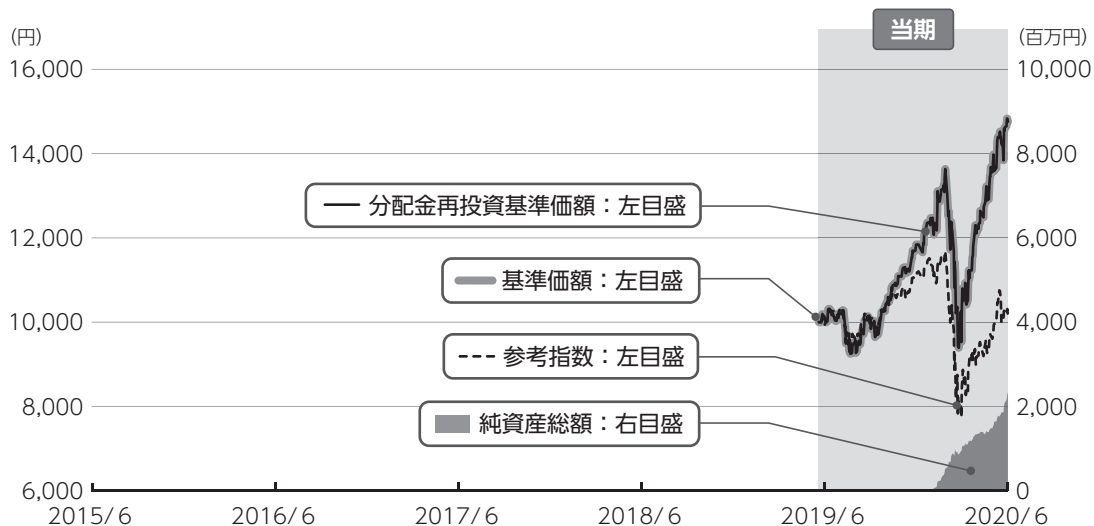 当期
(円)
(百万円)
16,000
10,000
14,000
8,000
分配金再投資基準価額：左目盛
12,000
6,000
基準価額：左目盛
10,000
4,000
参考指数：左目盛
8,000
2,000
純資産総額：右目盛
6,000
0
2015/6 2016/6 2017/6 2018/6 2019/6 2020/6